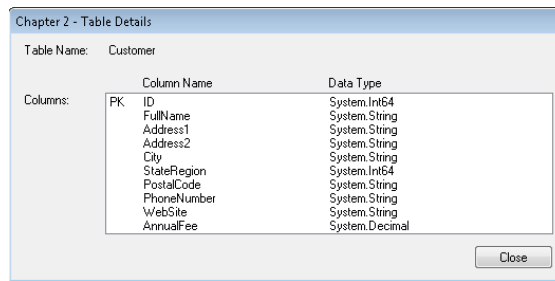 Chapter 2 - Table Details
Table Name: Customer
Column Name Data Type
Columns: PK ID System.Int64
FullName System.String
Address1 System.String
Address2 System.String
City System.String
StateRegion System.Int64
PostalCode System.String
PhoneNumber System.String
WebSite System.String
AnnualFee System.Decimal
Close